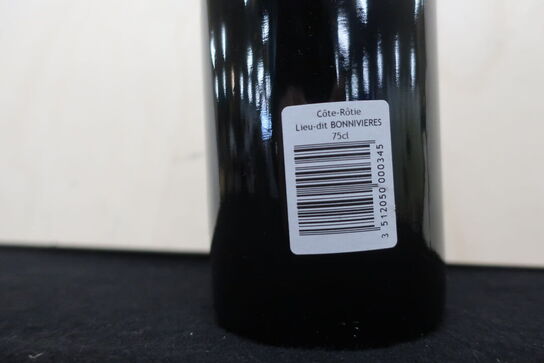 Côte-Rôtie
Lieu-dit BONNIVIERES
75cl
3 512050 000345